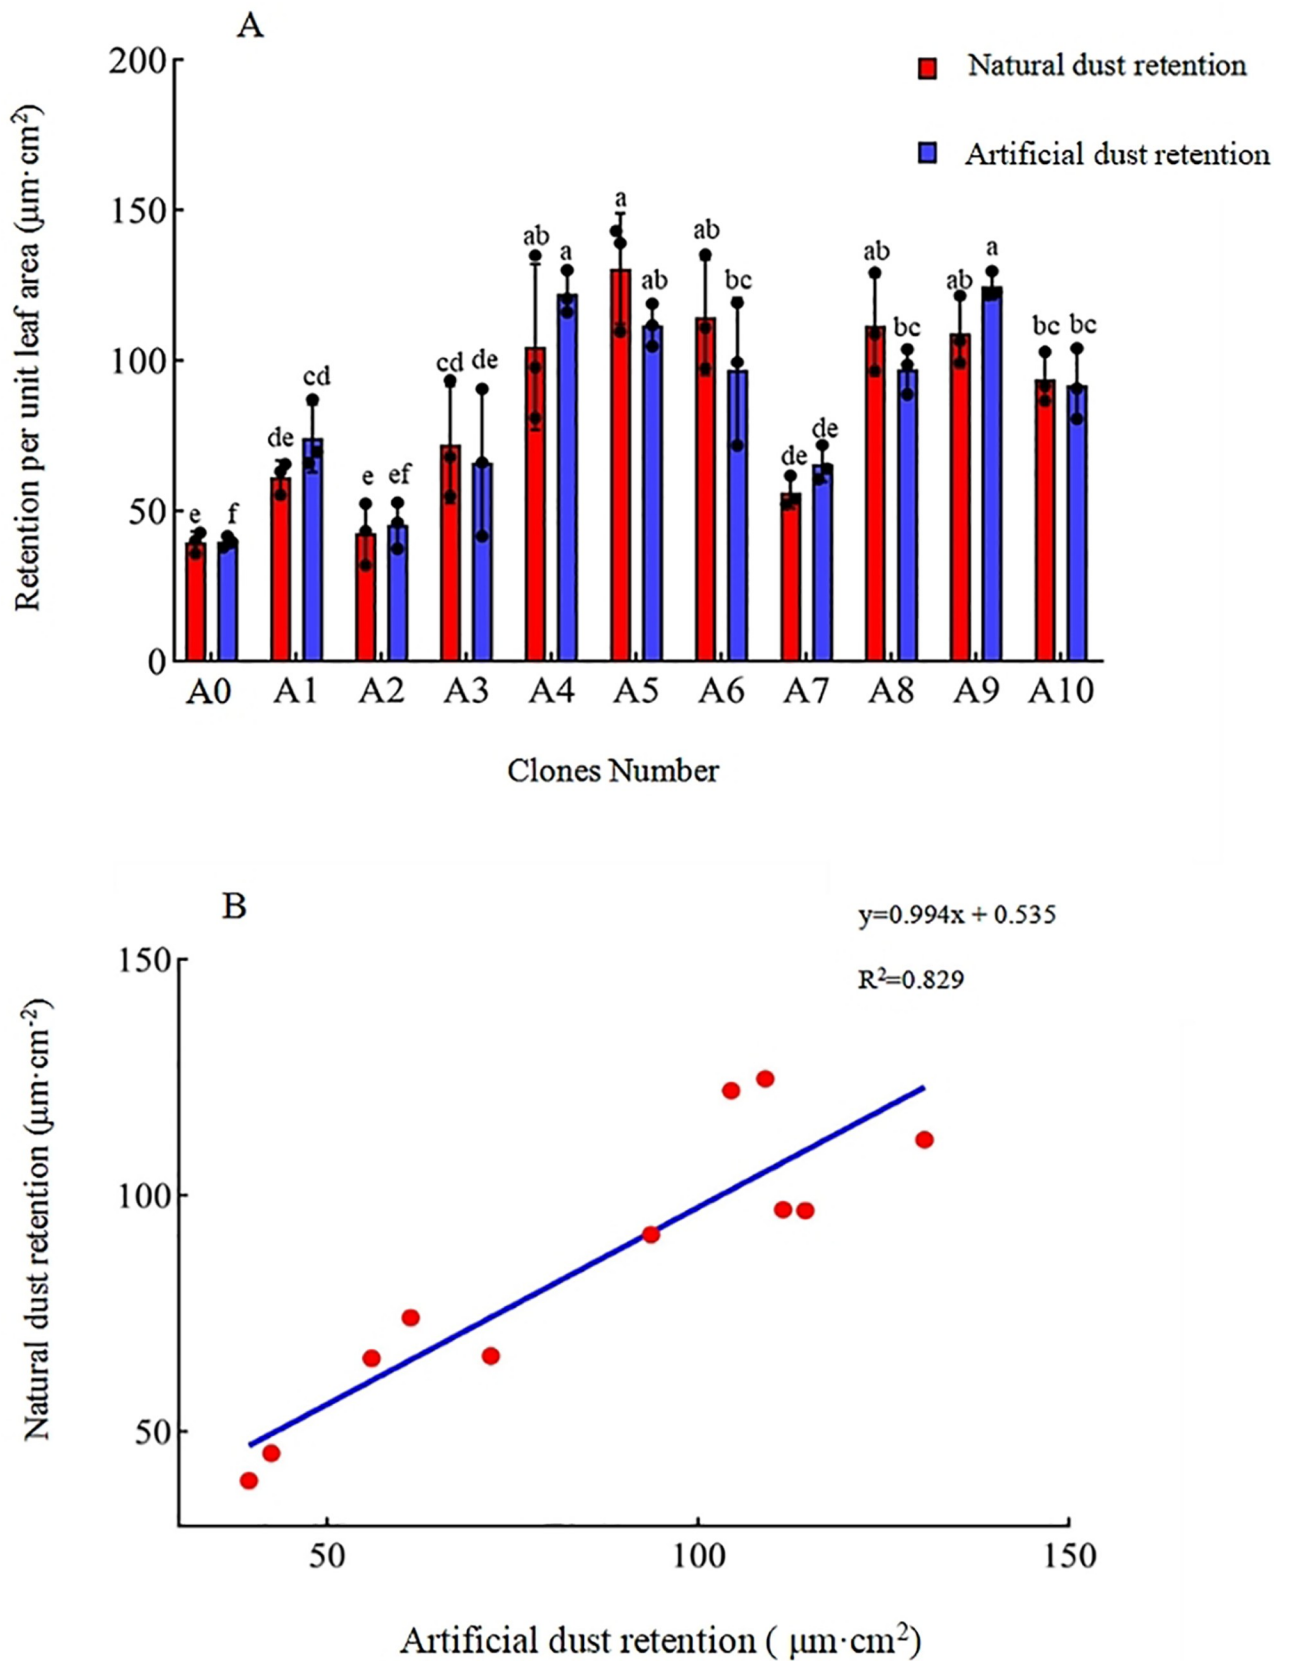 A
200
150
100
50
0
Retention per unit leaf area (μm·cm²)
Natural dust retention
Artificial dust retention
e f de cd e ef cd de ab a a ab ab bc de de ab bc ab a bc bc
A0 A1 A2 A3 A4 A5 A6 A7 A8 A9 A10
Clones Number
B
y=0.994x + 0.535
R²=0.829
150
100
50
Natural dust retention (μm·cm⁻²)
50 100 150
Artificial dust retention ( μm·cm²)